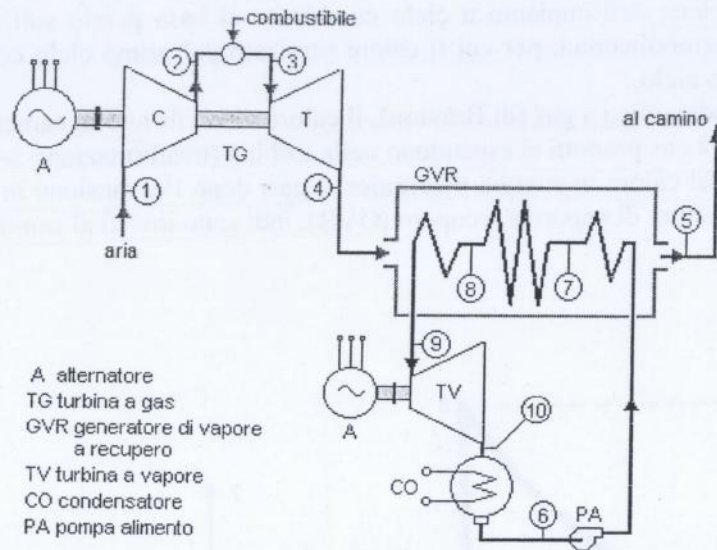 combustibile
2
3
A
C
T
TG
1
4
aria
al camino
GVR
5
8
7
9
TV
A
10
CO
6
PA
A alternatore
TG turbina a gas
GVR generatore di vapore
a recupero
TV turbina a vapore
CO condensatore
PA pompa alimento